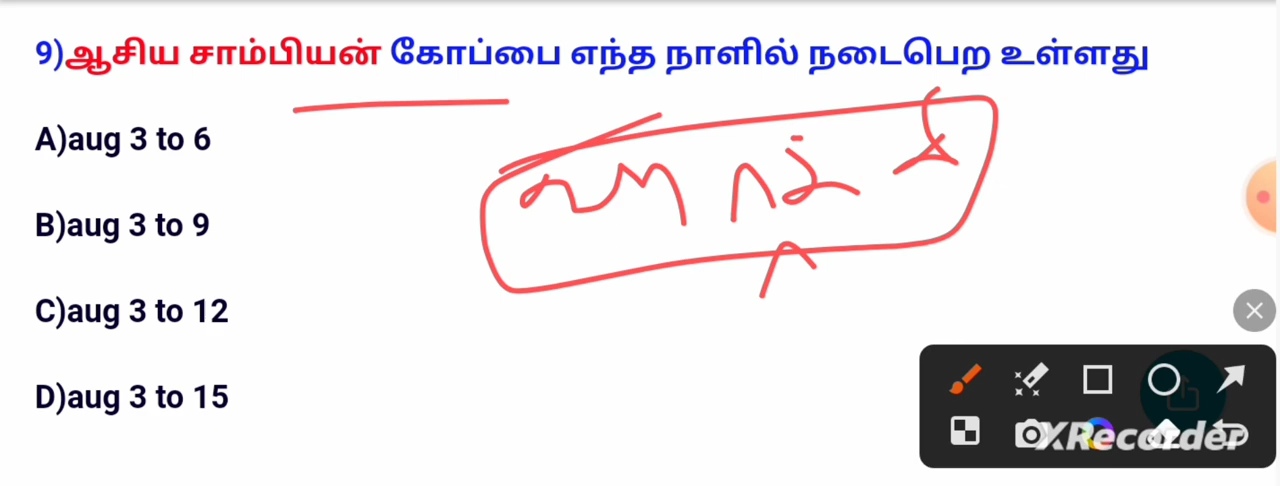 9)ஆசிய சாம்பியன் கோப்பை எந்த நாளில் நடைபெற உள்ளது
A)aug 3 to 6
B)aug 3 to 9
C)aug 3 to 12
D)aug 3 to 15
XRecorder